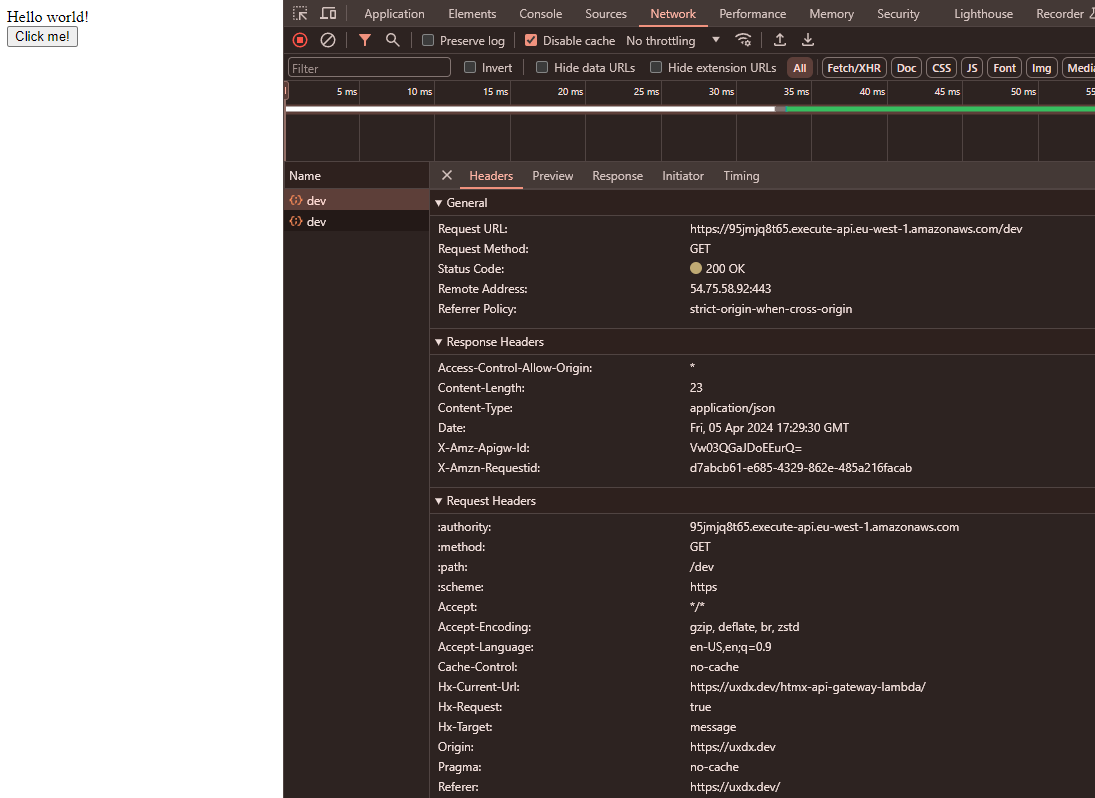 Hello world!
Click me!
Application Elements Console Sources Network Performance Memory Security Lighthouse Recorder
Preserve log Disable cache No throttling
Filter Invert Hide data URLs Hide extension URLs All Fetch/XHR Doc CSS JS Font Img Media
5 ms 10 ms 15 ms 20 ms 25 ms 30 ms 35 ms 40 ms 45 ms 50 ms 55
Name
dev
dev
Headers Preview Response Initiator Timing
General
Request URL: https://95jmjq8t65.execute-api.eu-west-1.amazonaws.com/dev
Request Method: GET
Status Code: 200 OK
Remote Address: 54.75.58.92:443
Referrer Policy: strict-origin-when-cross-origin
Response Headers
Access-Control-Allow-Origin: *
Content-Length: 23
Content-Type: application/json
Date: Fri, 05 Apr 2024 17:29:30 GMT
X-Amz-Apigw-Id: Vw03QGaJDoEEurQ=
X-Amzn-Requestid: d7abcb61-e685-4329-862e-485a216facab
Request Headers
:authority: 95jmjq8t65.execute-api.eu-west-1.amazonaws.com
:method: GET
:path: /dev
:scheme: https
Accept: */*
Accept-Encoding: gzip, deflate, br, zstd
Accept-Language: en-US,en;q=0.9
Cache-Control: no-cache
Hx-Current-Url: https://uxdx.dev/htmx-api-gateway-lambda/
Hx-Request: true
Hx-Target: message
Origin: https://uxdx.dev
Pragma: no-cache
Referer: https://uxdx.dev/